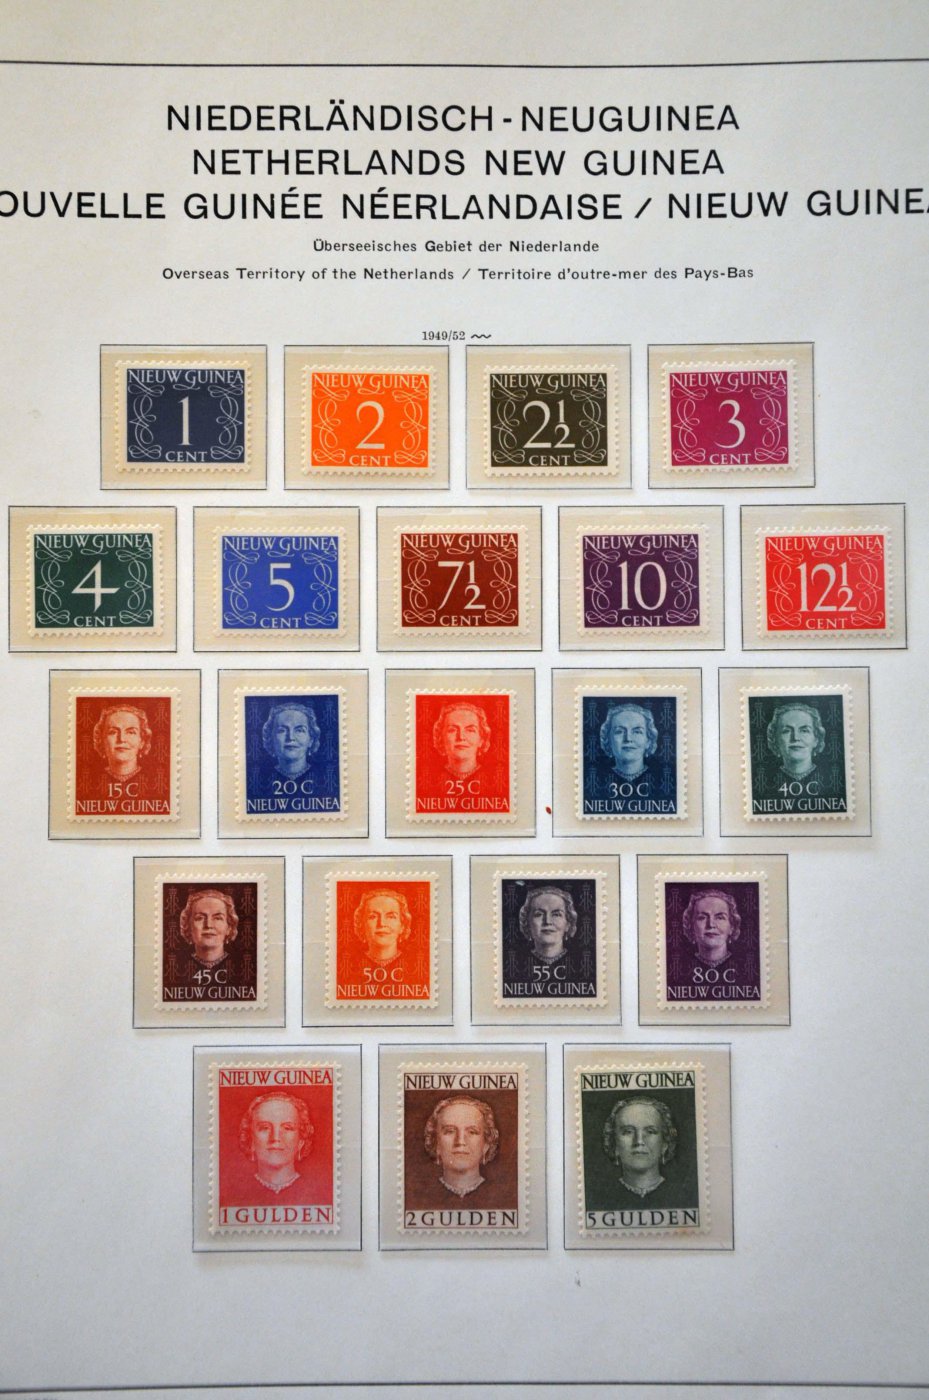 NIEDERLÄNDISCH-NEUGUINEA
NETHERLANDS NEW GUINEA
OUVELLE GUINÉE NÉERLANDAISE / NIEUW GUINEA
Überseeisches Gebiet der Niederlande
Overseas Territory of the Netherlands / Territoire d'outre-mer des Pays-Bas
1949/52
NIEUW GUINEA
1
CENT
NIEUW GUINEA
2
CENT
NIEUW GUINEA
2½
CENT
NIEUW GUINEA
3
CENT
NIEUW GUINEA
4
CENT
NIEUW GUINEA
5
CENT
NIEUW GUINEA
7½
CENT
NIEUW GUINEA
10
CENT
NIEUW GUINEA
12½
CENT
15 C
NIEUW GUINEA
20 C
NIEUW GUINEA
25 C
NIEUW GUINEA
30 C
NIEUW GUINEA
40 C
NIEUW GUINEA
45 C
NIEUW GUINEA
50 C
NIEUW GUINEA
55 C
NIEUW GUINEA
80 C
NIEUW GUINEA
NIEUW GUINEA
1 GULDEN
NIEUW GUINEA
2 GULDEN
NIEUW GUINEA
5 GULDEN